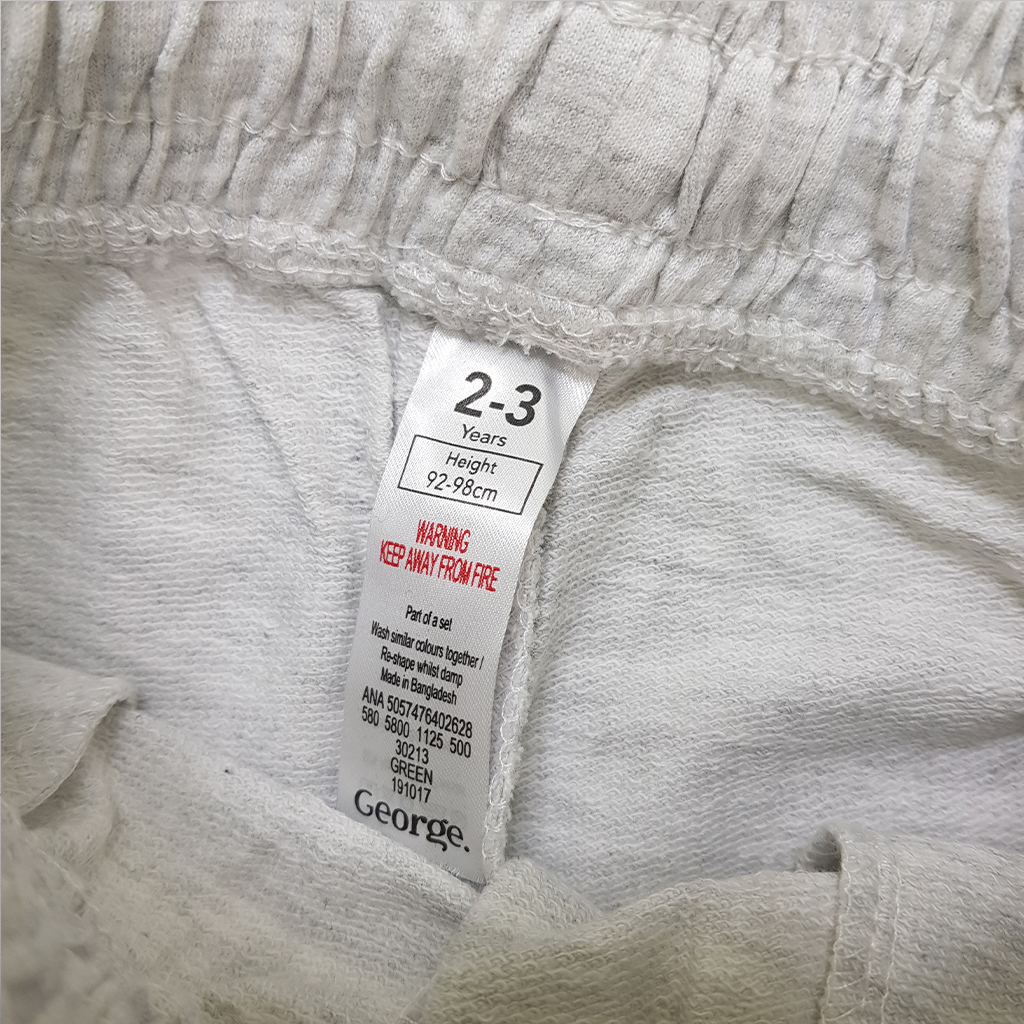 2-3
Years
Height
92-98cm
WARNING
KEEP AWAY FROM FIRE
Part of a set
Wash similar colours together /
Re-shape whilst damp
Made in Bangladesh
ANA 5057476402628
580 5800 1125 500
30213
GREEN
191017
George.